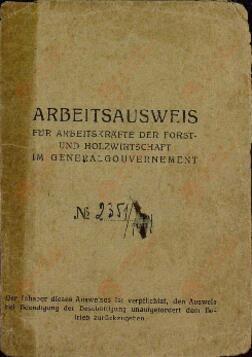 ARBEITSAUSWEIS
FÜR ARBEITSKRÄFTE DER FORST-
UND HOLZWIRTSCHAFT
IM GENERALGOUVERNEMENT
№ 2351/
Der Inhaber dieses Ausweises ist verpflichtet, den Ausweis
bei Beendigung der Beschäftigung unaufgefordert dem Be-
trieb zurückzugeben.